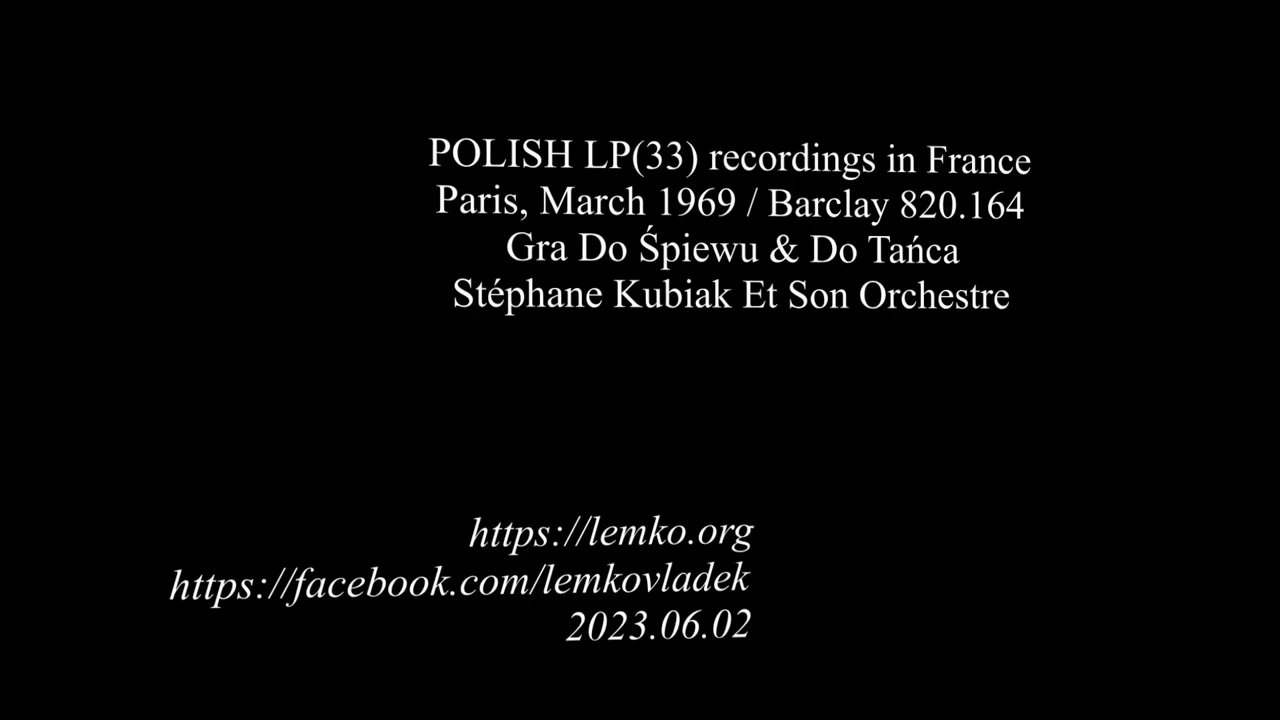 POLISH LP(33) recordings in France
Paris, March 1969 / Barclay 820.164
Gra Do Śpiewu & Do Tańca
Stéphane Kubiak Et Son Orchestre
https://lemko.org
https://facebook.com/lemkovladek
2023.06.02